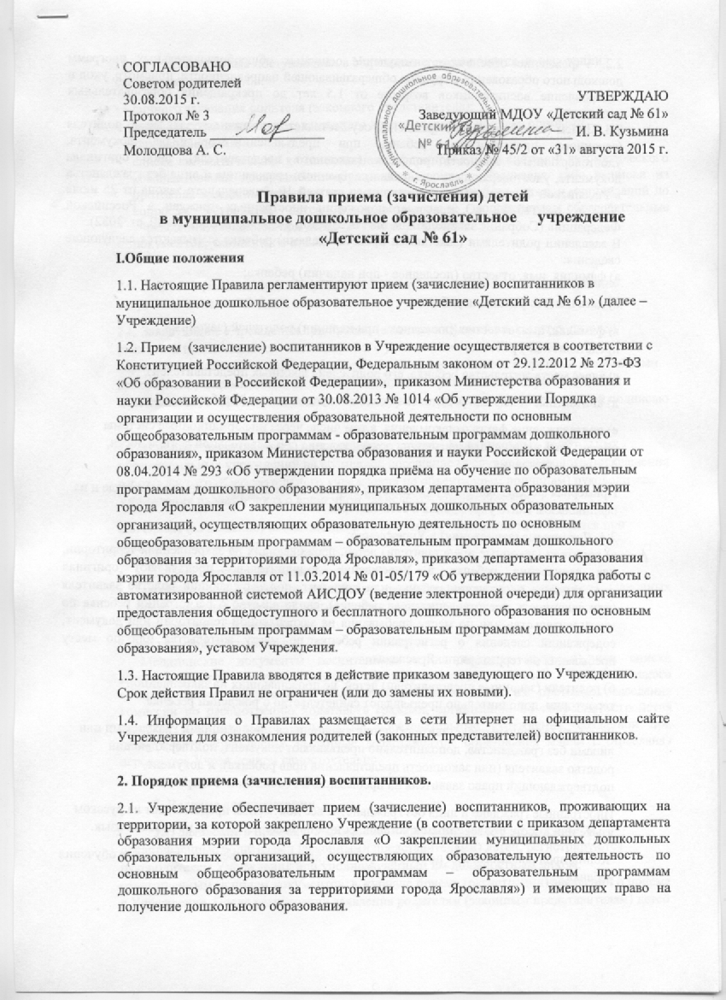 СОГЛАСОВАНО
Советом родителей
30.08.2015 г.
Протокол № 3
Председатель
Молодцова А. С.
УТВЕРЖДАЮ
Заведующий МДОУ «Детский сад № 61»
И. В. Кузьмина
Приказ № 45/2 от «31» августа 2015 г.
муниципальное дошкольное образовательное
«Детский сад
№ 61»
г. Ярославль
Правила приема (зачисления) детей
в муниципальное дошкольное образовательное учреждение
«Детский сад № 61»
I.Общие положения
1.1. Настоящие Правила регламентируют прием (зачисление) воспитанников в
муниципальное дошкольное образовательное учреждение «Детский сад № 61» (далее –
Учреждение)
1.2. Прием (зачисление) воспитанников в Учреждение осуществляется в соответствии с
Конституцией Российской Федерации, Федеральным законом от 29.12.2012 № 273-ФЗ
«Об образовании в Российской Федерации», приказом Министерства образования и
науки Российской Федерации от 30.08.2013 № 1014 «Об утверждении Порядка
организации и осуществления образовательной деятельности по основным
общеобразовательным программам - образовательным программам дошкольного
образования», приказом Министерства образования и науки Российской Федерации от
08.04.2014 № 293 «Об утверждении порядка приёма на обучение по образовательным
программам дошкольного образования», приказом департамента образования мэрии
города Ярославля «О закреплении муниципальных дошкольных образовательных
организаций, осуществляющих образовательную деятельность по основным
общеобразовательным программам – образовательным программам дошкольного
образования за территориями города Ярославля», приказом департамента образования
мэрии города Ярославля от 11.03.2014 № 01-05/179 «Об утверждении Порядка работы с
автоматизированной системой АИСДОУ (ведение электронной очереди) для организации
предоставления общедоступного и бесплатного дошкольного образования по основным
общеобразовательным программам – образовательным программам дошкольного
образования», уставом Учреждения.
1.3. Настоящие Правила вводятся в действие приказом заведующего по Учреждению.
Срок действия Правил не ограничен (или до замены их новыми).
1.4. Информация о Правилах размещается в сети Интернет на официальном сайте
Учреждения для ознакомления родителей (законных представителей) воспитанников.
2. Порядок приема (зачисления) воспитанников.
2.1. Учреждение обеспечивает прием (зачисление) воспитанников, проживающих на
территории, за которой закреплено Учреждение (в соответствии с приказом департамента
образования мэрии города Ярославля «О закреплении муниципальных дошкольных
образовательных организаций, осуществляющих образовательную деятельность по
основным общеобразовательным программам – образовательным программам
дошкольного образования за территориями города Ярославля») и имеющих право на
получение дошкольного образования.